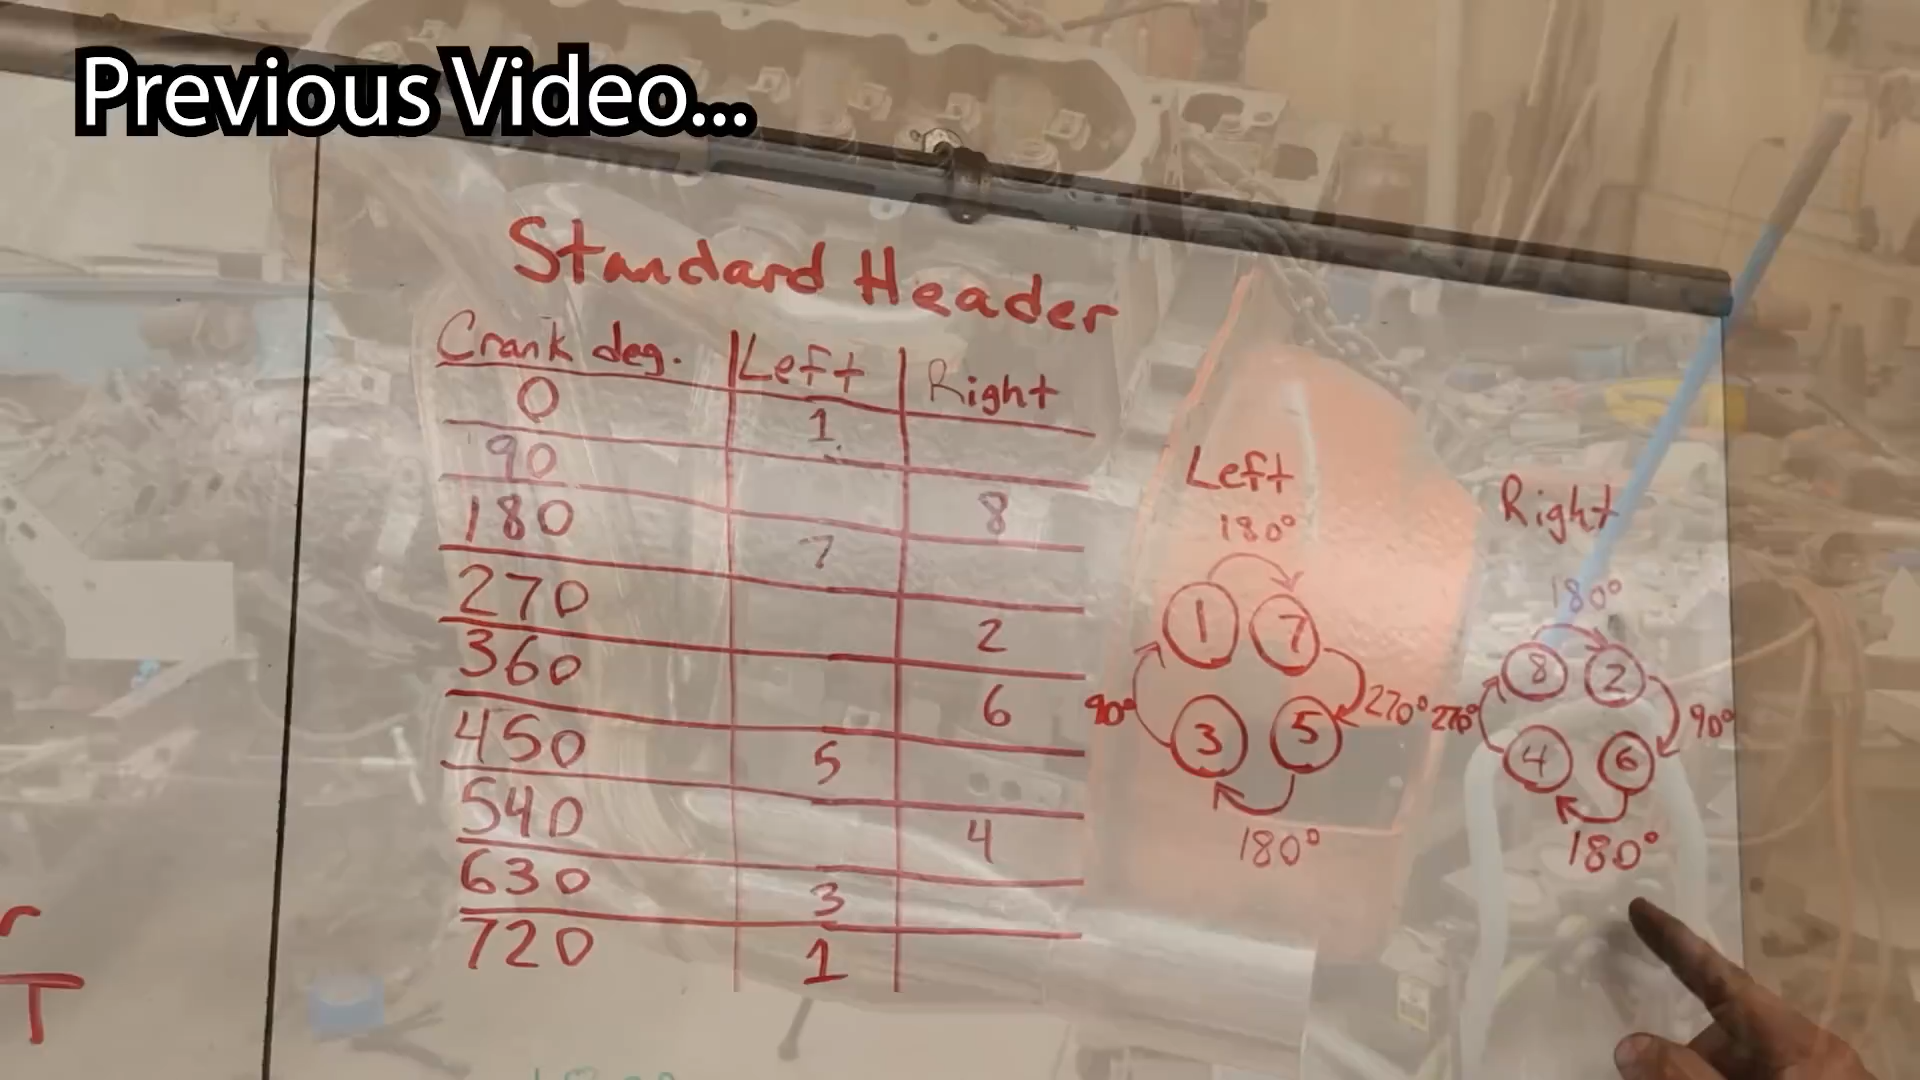 Previous Video...
Standard Header
Crank deg. Left Right
0 1
90 8
180 7
270 2
360 6
450 5
540 4
630 3
720 1
Left
180°
1 7
90° 270°
3 5
180°
Right
180°
8 2
270° 90°
4 6
180°
r
T